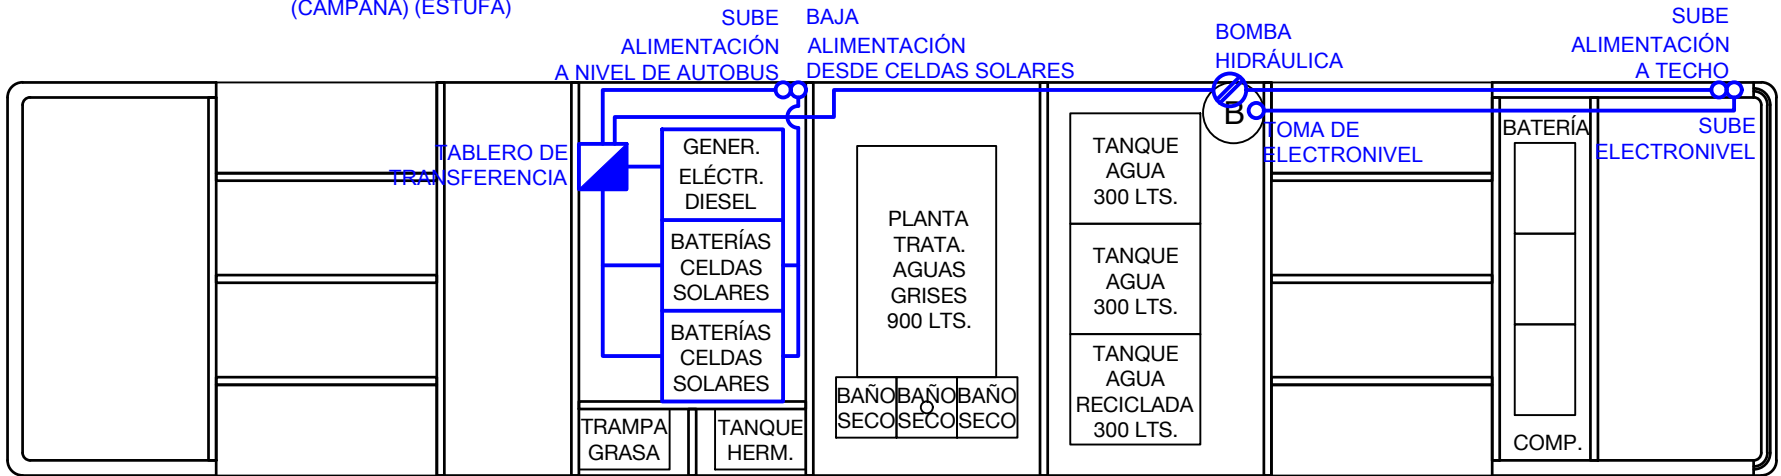 (CAMPANA) (ESTUFA)
SUBE
ALIMENTACIÓN
A NIVEL DE AUTOBUS
BAJA
ALIMENTACIÓN
DESDE CELDAS SOLARES
BOMBA
HIDRÁULICA
SUBE
ALIMENTACIÓN
A TECHO
TABLERO DE
TRANSFERENCIA
GENER.
ELÉCTR.
DIESEL
BATERÍAS
CELDAS
SOLARES
BATERÍAS
CELDAS
SOLARES
TRAMPA
GRASA
TANQUE
HERM.
PLANTA
TRATA.
AGUAS
GRISES
900 LTS.
BAÑO
SECO
BAÑO
SECO
BAÑO
SECO
TANQUE
AGUA
300 LTS.
TANQUE
AGUA
300 LTS.
TANQUE
AGUA
RECICLADA
300 LTS.
B
TOMA DE
ELECTRONIVEL
BATERÍA
COMP.
SUBE
ELECTRONIVEL